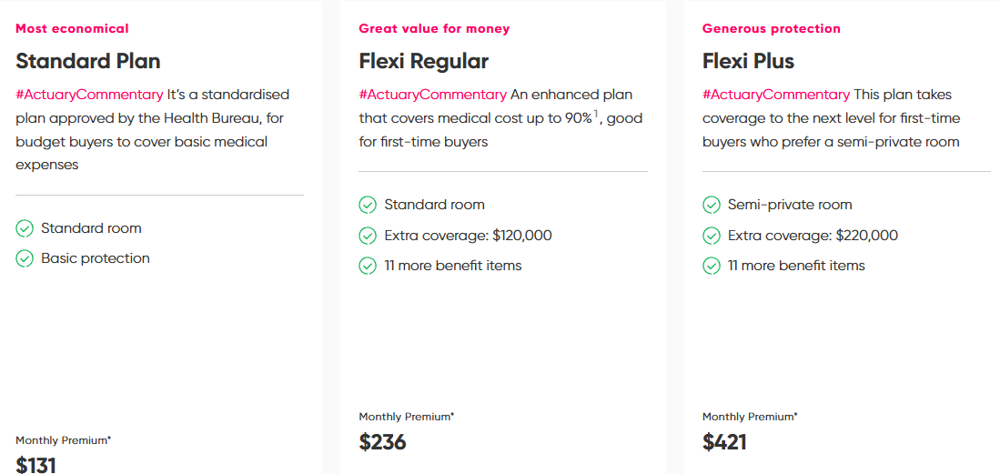 Most economical
Standard Plan
#ActuaryCommentary It's a standardised
plan approved by the Health Bureau, for
budget buyers to cover basic medical
expenses
Standard room
Basic protection
Monthly Premium*
$131
Great value for money
Flexi Regular
#ActuaryCommentary An enhanced plan
that covers medical cost up to 90%¹, good
for first-time buyers
Standard room
Extra coverage: $120,000
11 more benefit items
Monthly Premium*
$236
Generous protection
Flexi Plus
#ActuaryCommentary This plan takes
coverage to the next level for first-time
buyers who prefer a semi-private room
Semi-private room
Extra coverage: $220,000
11 more benefit items
Monthly Premium*
$421